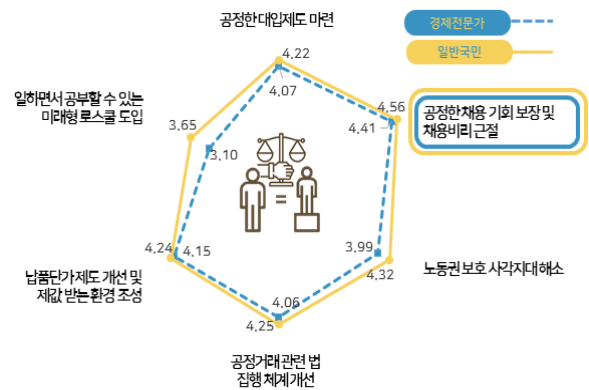 공정한 대입제도 마련
경제전문가
일반국민
4.22
4.07
일하면서 공부할 수 있는
미래형 로스쿨 도입
3.65
3.10
4.56
4.41
공정한 채용 기회 보장 및
채용비리 근절
=
4.24
4.15
3.99
4.32
납품단가 제도 개선 및
제값 받는 환경 조성
노동권 보호 사각지대 해소
4.06
4.25
공정거래 관련 법
집행 체계 개선